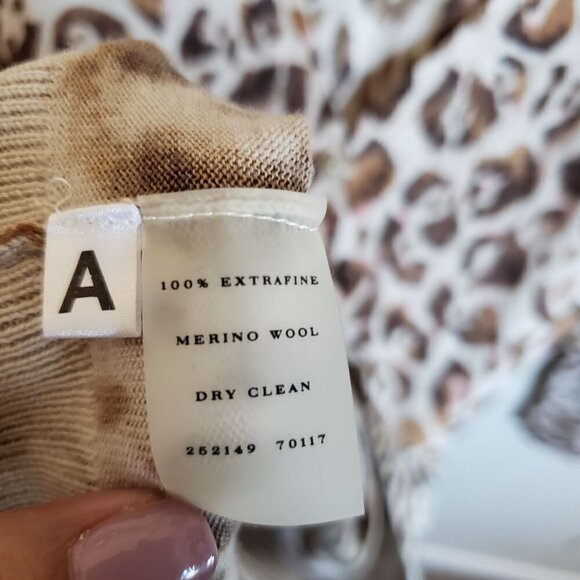 A
100% EXTRAFINE
MERINO WOOL
DRY CLEAN
252149 70117